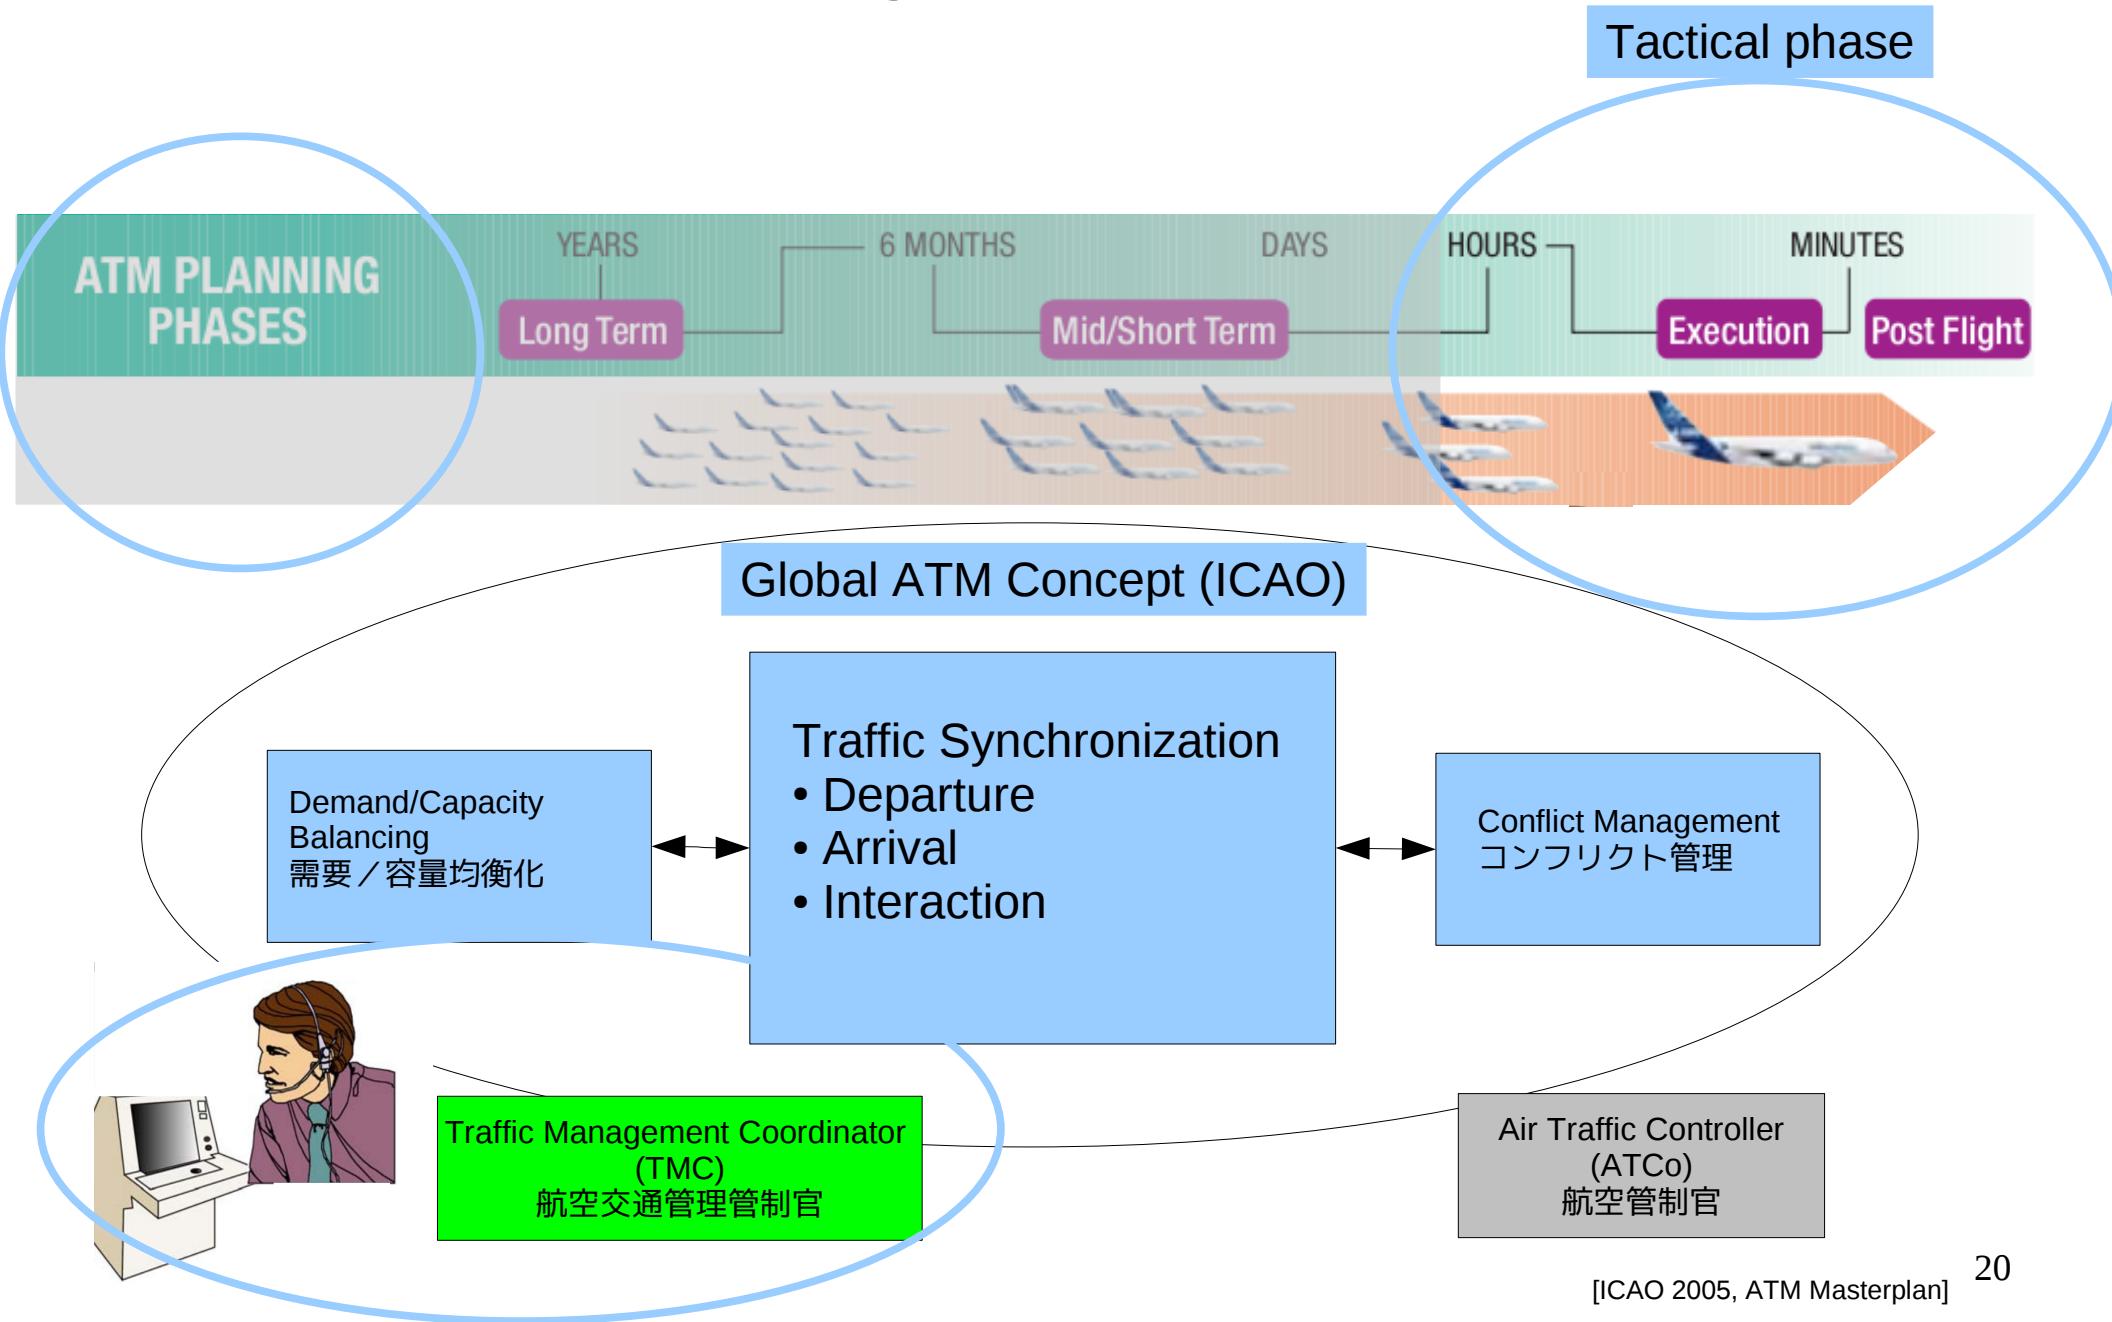 Tactical phase
ATM PLANNING
PHASES
YEARS
6 MONTHS
DAYS
HOURS
MINUTES
Long Term
Mid/Short Term
Execution
Post Flight
Global ATM Concept (ICAO)
Traffic Synchronization
• Departure
• Arrival
• Interaction
Demand/Capacity
Balancing
需要／容量均衡化
Conflict Management
コンフリクト管理
Traffic Management Coordinator
(TMC)
航空交通管理管制官
Air Traffic Controller
(ATCo)
航空管制官
20
[ICAO 2005, ATM Masterplan]